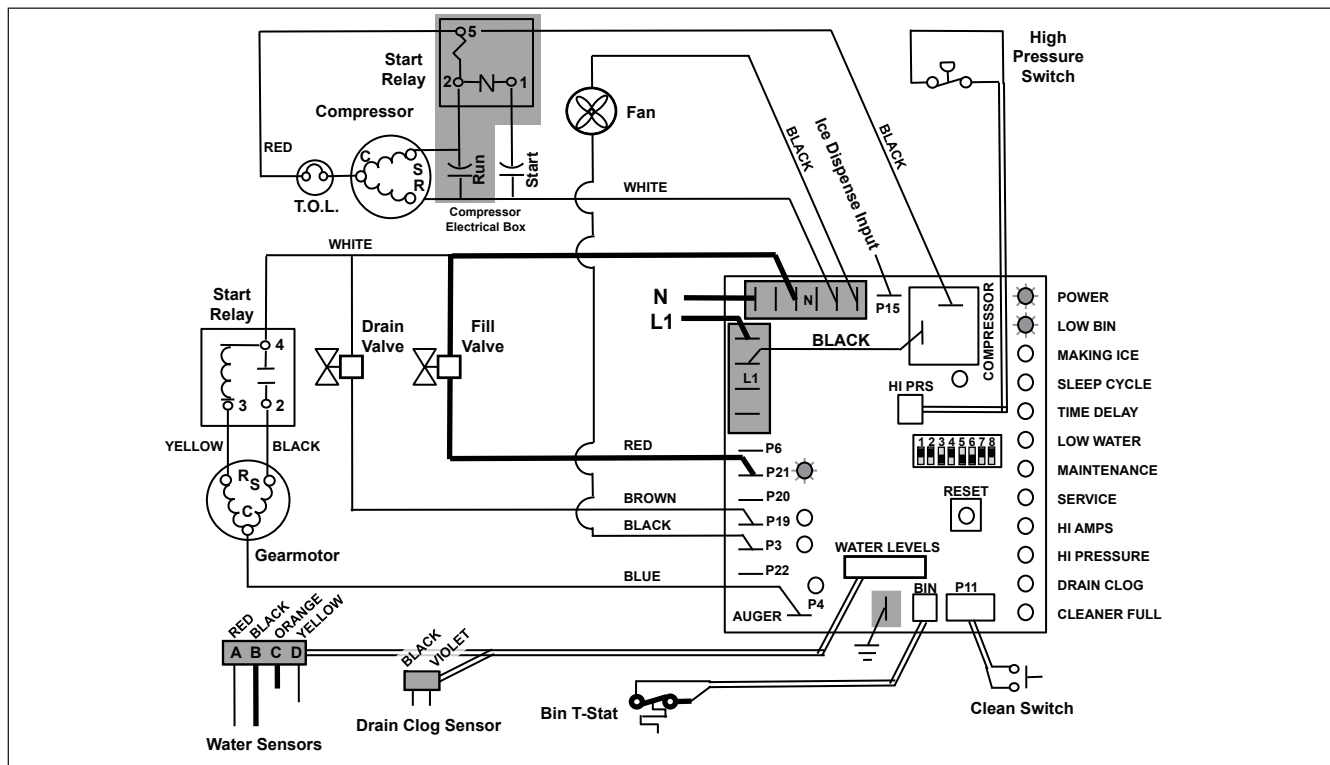 5
Start
Relay
2
N
1
Compressor
RED
C
S
R
T.O.L.
Run
Start
Compressor
Electrical Box
Fan
WHITE
BLACK
Ice Dispense Input
BLACK
High
Pressure
Switch
WHITE
Start
Relay
4
3
2
YELLOW
BLACK
R
S
C
Gearmotor
Drain
Valve
Fill
Valve
N
L1
N
P15
BLACK
L1
COMPRESSOR
HI PRS
1 2 3 4 5 6 7 8
RESET
RED
BROWN
BLACK
BLUE
P6
P21
P20
P19
P3
P22
P4
AUGER
WATER LEVELS
BIN
P11
POWER
LOW BIN
MAKING ICE
SLEEP CYCLE
TIME DELAY
LOW WATER
MAINTENANCE
SERVICE
HI AMPS
HI PRESSURE
DRAIN CLOG
CLEANER FULL
RED
BLACK
ORANGE
YELLOW
A B C D
Water Sensors
BLACK
VIOLET
Drain Clog Sensor
Bin T-Stat
Clean Switch